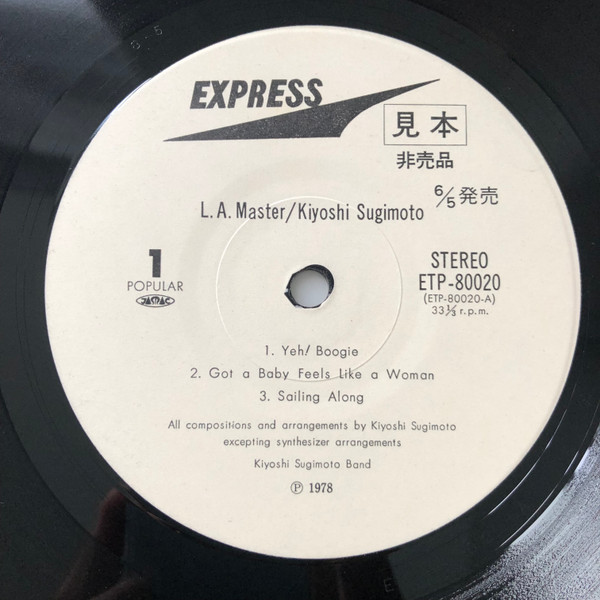 EXPRESS
見本
非売品
6/5発売
L.A. Master/Kiyoshi Sugimoto
1
POPULAR
JASRAC
STEREO
ETP-80020
(ETP-80020-A)
33⅓ r.p.m.
1. Yeh! Boogie
2. Got a Baby Feels Like a Woman
3. Sailing Along
All compositions and arrangements by Kiyoshi Sugimoto
excepting synthesizer arrangements
Kiyoshi Sugimoto Band
Ⓟ 1978